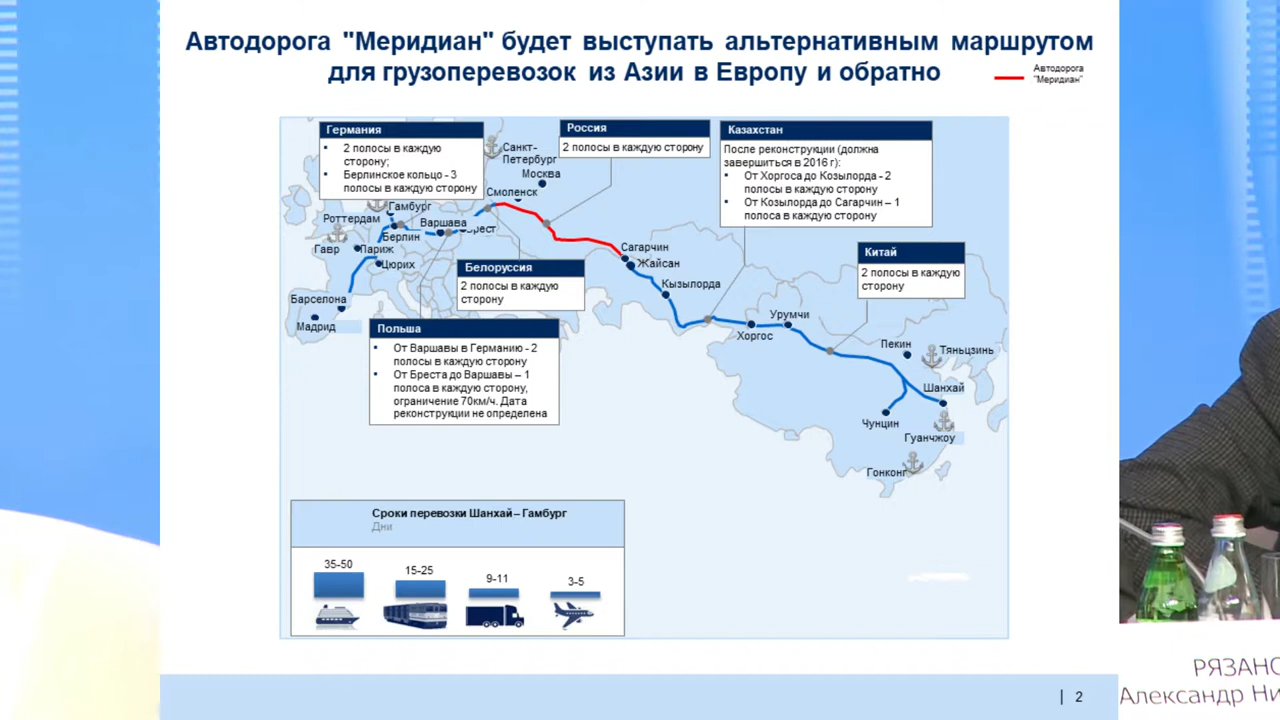 Автодорога "Меридиан" будет выступать альтернативным маршрутом
для грузоперевозок из Азии в Европу и обратно
Автодорога
"Меридиан"
Германия
2 полосы в каждую
сторону;
Берлинское кольцо - 3
полосы в каждую сторону
Россия
2 полосы в каждую сторону
Казахстан
После реконструкции (должна
завершиться в 2016 г):
От Хоргоса до Козылорда - 2
полосы в каждую сторону
От Козылорда до Сагарчин – 1
полоса в каждую сторону
Китай
2 полосы в каждую
сторону
Белоруссия
2 полосы в каждую
сторону
Польша
От Варшавы в Германию - 2
полосы в каждую сторону
От Бреста до Варшавы – 1
полоса в каждую сторону,
ограничение 70км/ч. Дата
реконструкции не определена
Санкт-
Петербург
Москва
Смоленск
Гамбург
Роттердам
Варшава
Берлин
Гавр
Париж
Цюрих
Барселона
Мадрид
Сагарчин
Жайсан
Кызылорда
Хоргос
Урумчи
Пекин
Тяньцзинь
Шанхай
Чунцин
Гуанчжоу
Гонконг
Сроки перевозки Шанхай – Гамбург
Дни
35-50
15-25
9-11
3-5
| 2